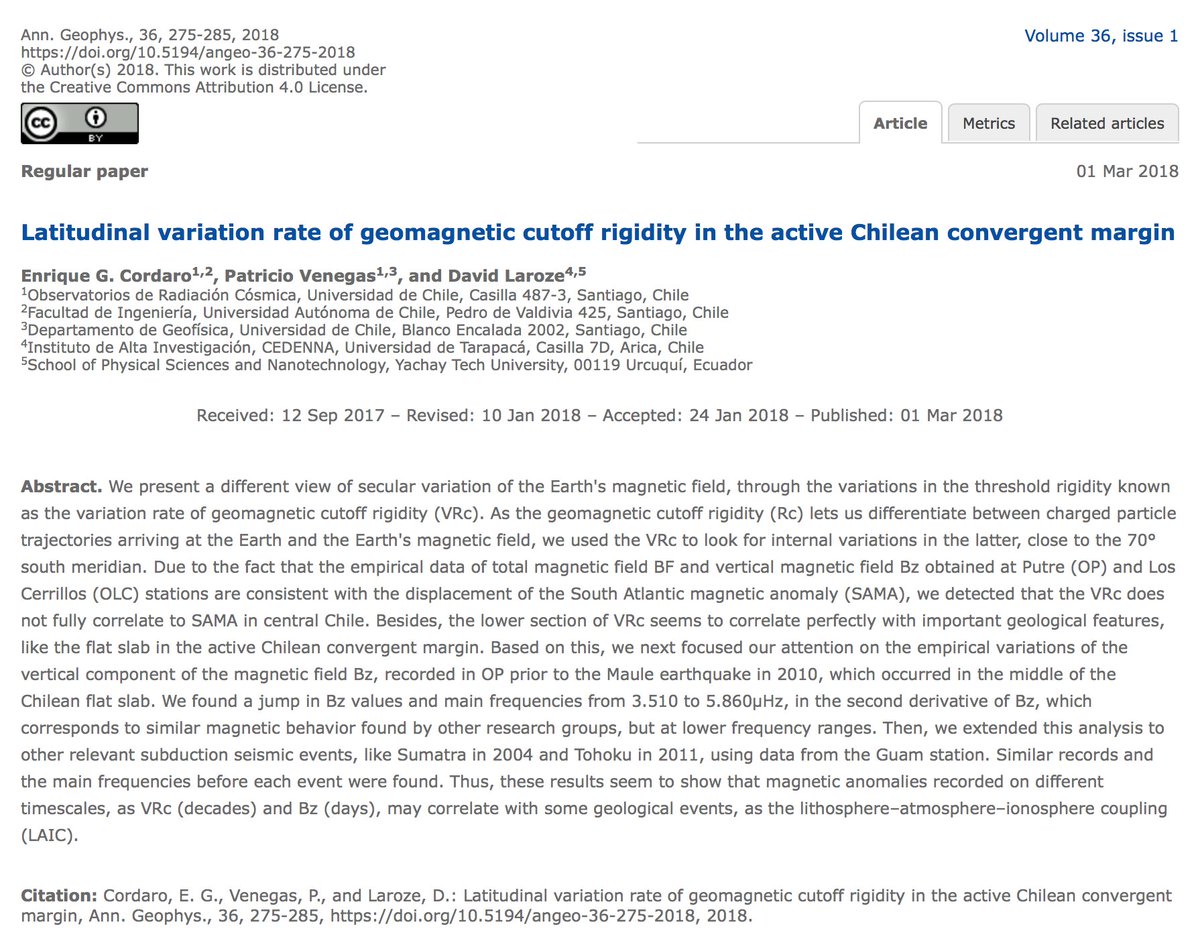 Ann. Geophys., 36, 275-285, 2018
https://doi.org/10.5194/angeo-36-275-2018
© Author(s) 2018. This work is distributed under
the Creative Commons Attribution 4.0 License.
Volume 36, issue 1
cc BY
Article
Metrics
Related articles
Regular paper
01 Mar 2018
Latitudinal variation rate of geomagnetic cutoff rigidity in the active Chilean convergent margin
Enrique G. Cordaro1,2, Patricio Venegas1,3, and David Laroze4,5
1Observatorios de Radiación Cósmica, Universidad de Chile, Casilla 487-3, Santiago, Chile
2Facultad de Ingeniería, Universidad Autónoma de Chile, Pedro de Valdivia 425, Santiago, Chile
3Departamento de Geofísica, Universidad de Chile, Blanco Encalada 2002, Santiago, Chile
4Instituto de Alta Investigación, CEDENNA, Universidad de Tarapacá, Casilla 7D, Arica, Chile
5School of Physical Sciences and Nanotechnology, Yachay Tech University, 00119 Urcuquí, Ecuador
Received: 12 Sep 2017 – Revised: 10 Jan 2018 – Accepted: 24 Jan 2018 – Published: 01 Mar 2018
Abstract. We present a different view of secular variation of the Earth's magnetic field, through the variations in the threshold rigidity known
as the variation rate of geomagnetic cutoff rigidity (VRc). As the geomagnetic cutoff rigidity (Rc) lets us differentiate between charged particle
trajectories arriving at the Earth and the Earth's magnetic field, we used the VRc to look for internal variations in the latter, close to the 70°
south meridian. Due to the fact that the empirical data of total magnetic field BF and vertical magnetic field Bz obtained at Putre (OP) and Los
Cerrillos (OLC) stations are consistent with the displacement of the South Atlantic magnetic anomaly (SAMA), we detected that the VRc does
not fully correlate to SAMA in central Chile. Besides, the lower section of VRc seems to correlate perfectly with important geological features,
like the flat slab in the active Chilean convergent margin. Based on this, we next focused our attention on the empirical variations of the
vertical component of the magnetic field Bz, recorded in OP prior to the Maule earthquake in 2010, which occurred in the middle of the
Chilean flat slab. We found a jump in Bz values and main frequencies from 3.510 to 5.860µHz, in the second derivative of Bz, which
corresponds to similar magnetic behavior found by other research groups, but at lower frequency ranges. Then, we extended this analysis to
other relevant subduction seismic events, like Sumatra in 2004 and Tohoku in 2011, using data from the Guam station. Similar records and
the main frequencies before each event were found. Thus, these results seem to show that magnetic anomalies recorded on different
timescales, as VRc (decades) and Bz (days), may correlate with some geological events, as the lithosphere–atmosphere–ionosphere coupling
(LAIC).
Citation: Cordaro, E. G., Venegas, P., and Laroze, D.: Latitudinal variation rate of geomagnetic cutoff rigidity in the active Chilean convergent
margin, Ann. Geophys., 36, 275-285, https://doi.org/10.5194/angeo-36-275-2018, 2018.